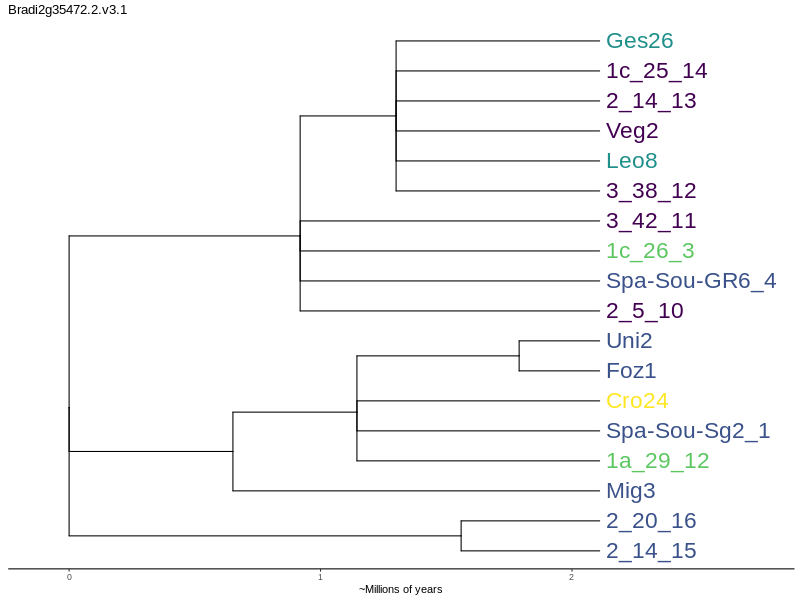 Bradi2g35472.2.v3.1
Ges26
1c_25_14
2_14_13
Veg2
Leo8
3_38_12
3_42_11
1c_26_3
Spa-Sou-GR6_4
2_5_10
Uni2
Foz1
Cro24
Spa-Sou-Sg2_1
1a_29_12
Mig3
2_20_16
2_14_15
0 1 2
~Millions of years